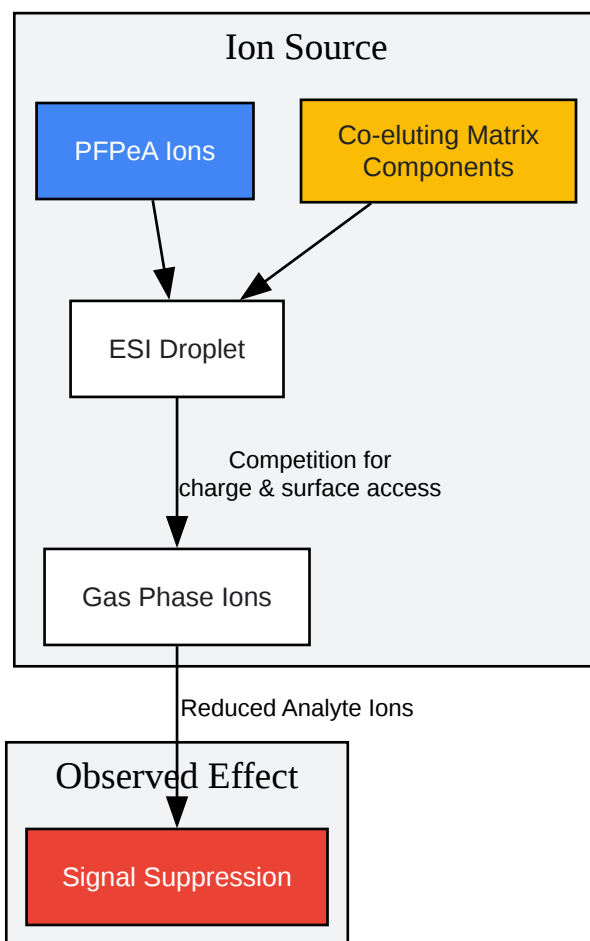 Ion Source
PFPeA Ions
Co-eluting Matrix
Components
ESI Droplet
Competition for
charge & surface access
Gas Phase Ions
Reduced Analyte Ions
Observed Effect
Signal Suppression